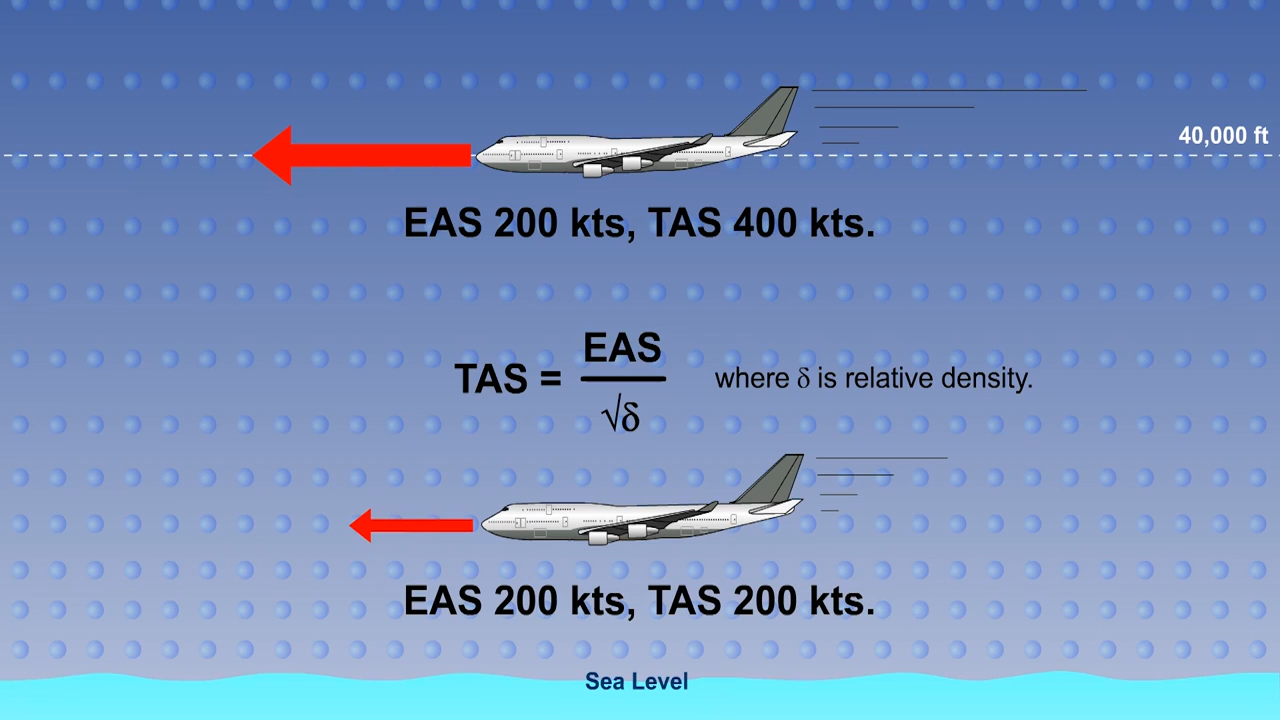 40,000 ft
EAS 200 kts, TAS 400 kts.
TAS = EAS / √δ where δ is relative density.
EAS 200 kts, TAS 200 kts.
Sea Level